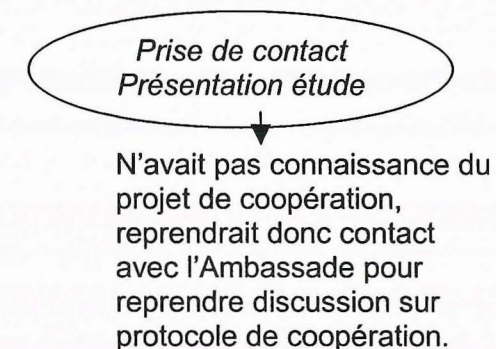 Prise de contact
Présentation étude
N'avait pas connaissance du
projet de coopération,
reprendrait donc contact
avec l'Ambassade pour
reprendre discussion sur
protocole de coopération.